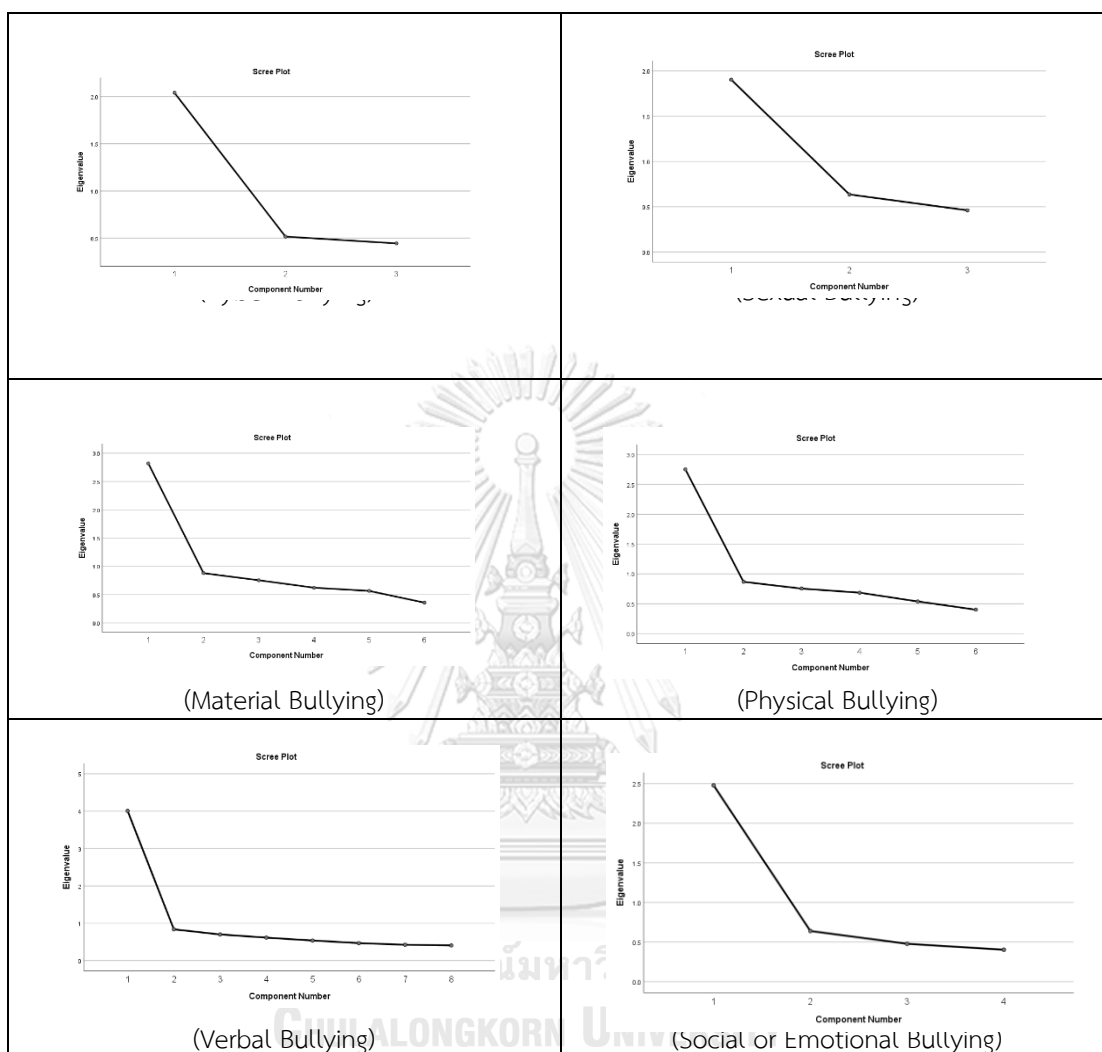 Scree Plot
Eigenvalue
2.0
1.5
1.0
0.5
1 2 3
Component Number
Scree Plot
Eigenvalue
2.0
1.5
1.0
0.5
0.0
1 2 3
Component Number
(Sexual Bullying)
Scree Plot
Eigenvalue
3.0
2.5
2.0
1.5
1.0
0.5
0.0
1 2 3 4 5 6
Component Number
(Material Bullying)
Scree Plot
Eigenvalue
3.0
2.5
2.0
1.5
1.0
0.5
0.0
1 2 3 4 5 6
Component Number
(Physical Bullying)
Scree Plot
Eigenvalue
5
4
3
2
1
0
1 2 3 4 5 6 7 8
Component Number
(Verbal Bullying)
Scree Plot
Eigenvalue
2.5
2.0
1.5
1.0
0.5
0.0
1 2 3 4
Component Number
(Social or Emotional Bullying)